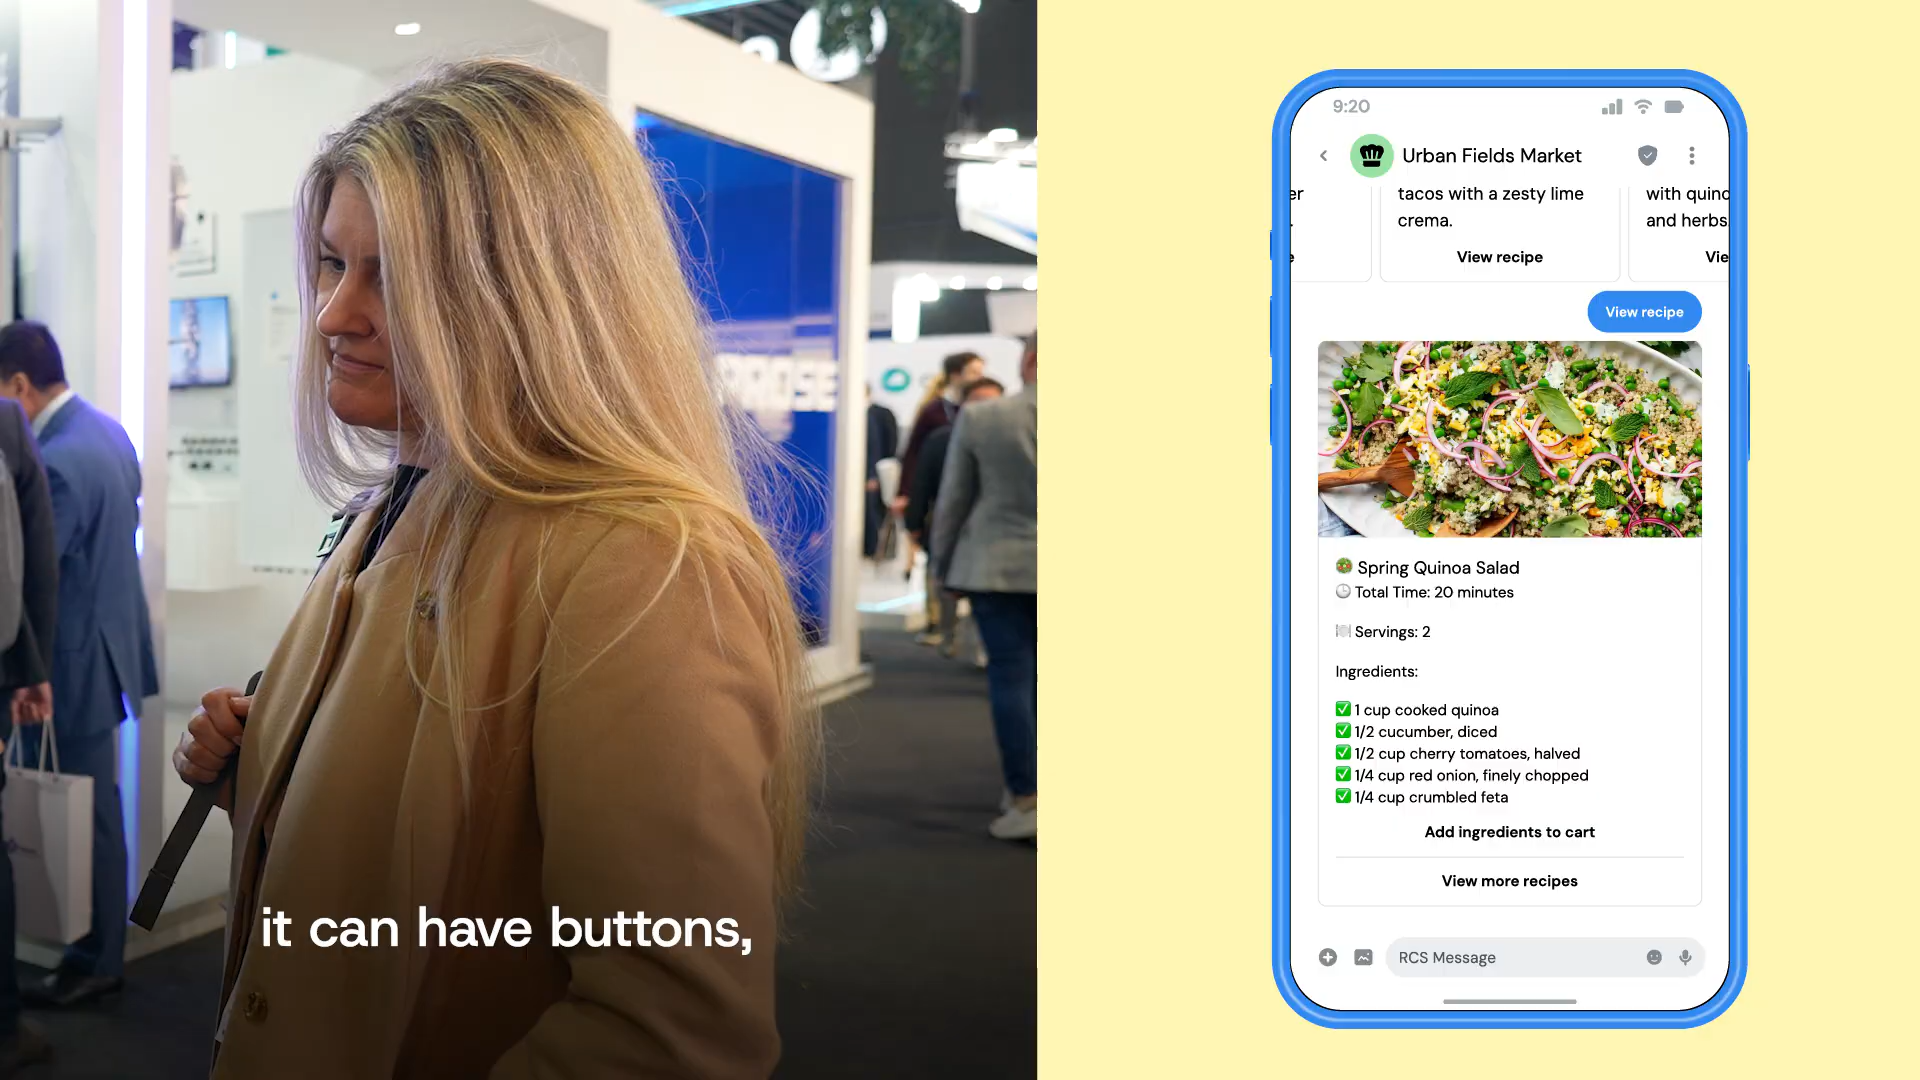 it can have buttons,
9:20
Urban Fields Market
er
tacos with a zesty lime
with quino
.
crema.
and herbs.
e
View recipe
Vie
View recipe
Spring Quinoa Salad
Total Time: 20 minutes
Servings: 2
Ingredients:
1 cup cooked quinoa
1/2 cucumber, diced
1/2 cup cherry tomatoes, halved
1/4 cup red onion, finely chopped
1/4 cup crumbled feta
Add ingredients to cart
View more recipes
RCS Message